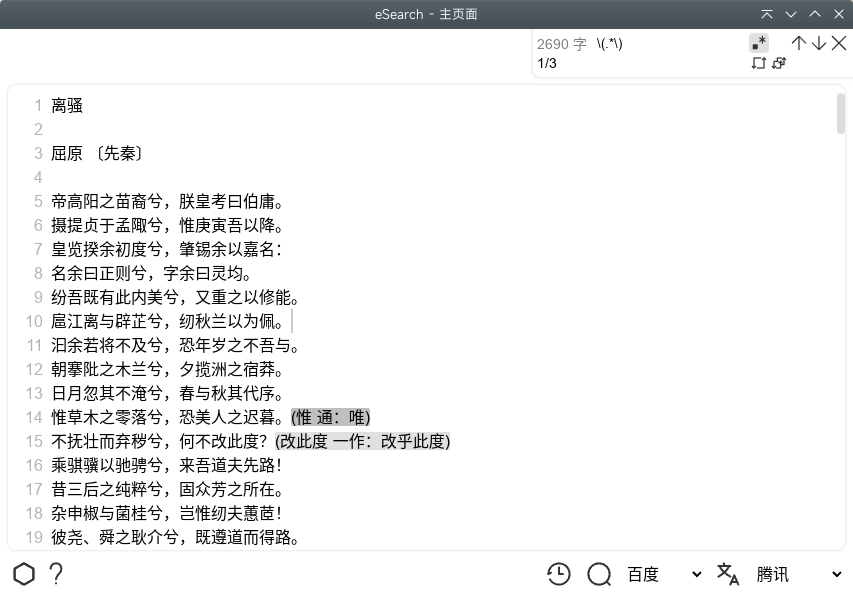 eSearch - 主页面
2690 字 \(.*\)
1/3
1 离骚
2
3 屈原 〔先秦〕
4
5 帝高阳之苗裔兮，朕皇考曰伯庸。
6 摄提贞于孟陬兮，惟庚寅吾以降。
7 皇览揆余初度兮，肇锡余以嘉名：
8 名余曰正则兮，字余曰灵均。
9 纷吾既有此内美兮，又重之以修能。
10 扈江离与辟芷兮，纫秋兰以为佩。
11 汩余若将不及兮，恐年岁之不吾与。
12 朝搴阰之木兰兮，夕揽洲之宿莽。
13 日月忽其不淹兮，春与秋其代序。
14 惟草木之零落兮，恐美人之迟暮。(惟 通：唯)
15 不抚壮而弃秽兮，何不改此度？(改此度 一作：改乎此度)
16 乘骐骥以驰骋兮，来吾道夫先路！
17 昔三后之纯粹兮，固众芳之所在。
18 杂申椒与菌桂兮，岂惟纫夫蕙茝！
19 彼尧、舜之耿介兮，既遵道而得路。
百度 腾讯